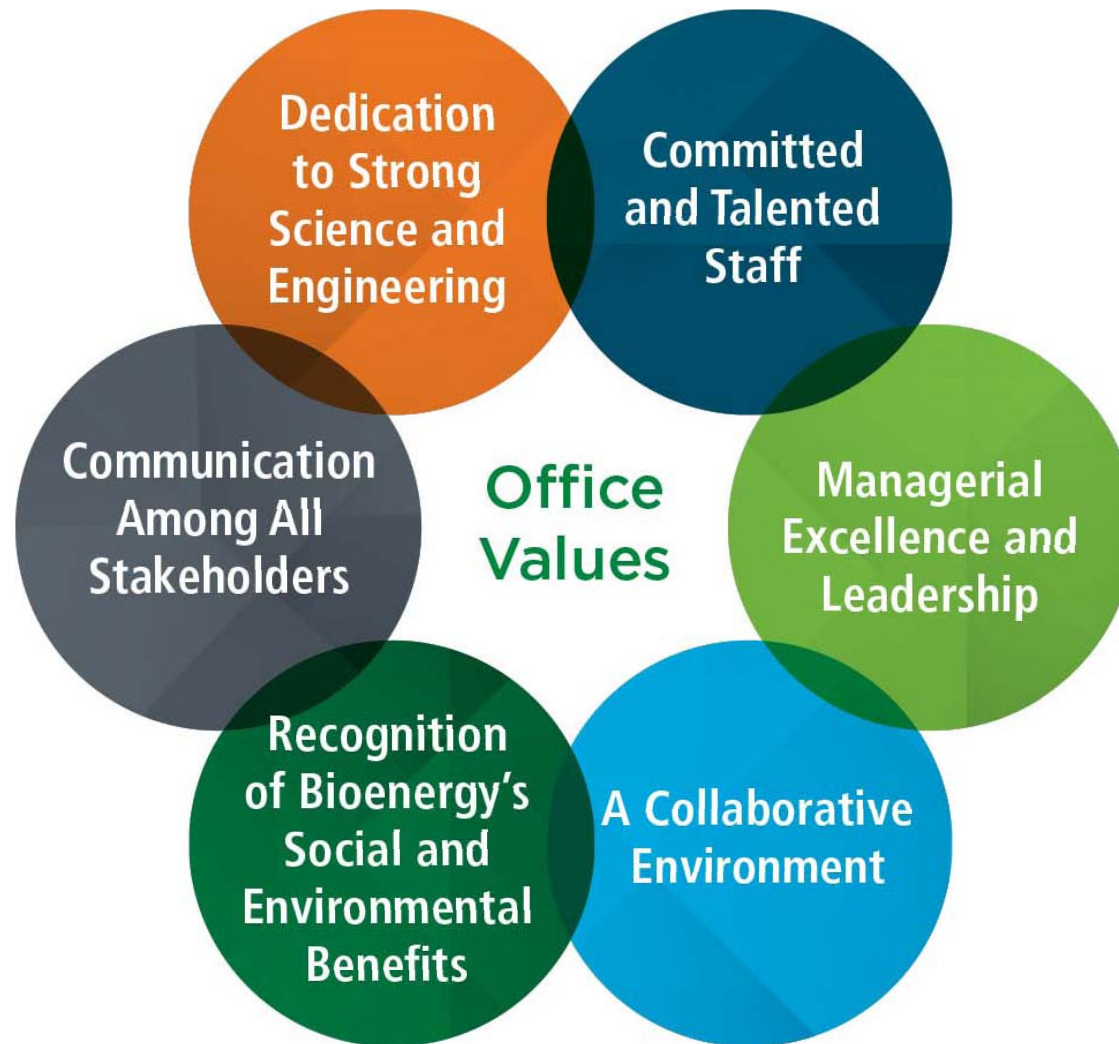 Dedication
to Strong
Science and
Engineering
Committed
and Talented
Staff
Communication
Among All
Stakeholders
Office
Values
Managerial
Excellence and
Leadership
Recognition
of Bioenergy’s
Social and
Environmental
Benefits
A Collaborative
Environment